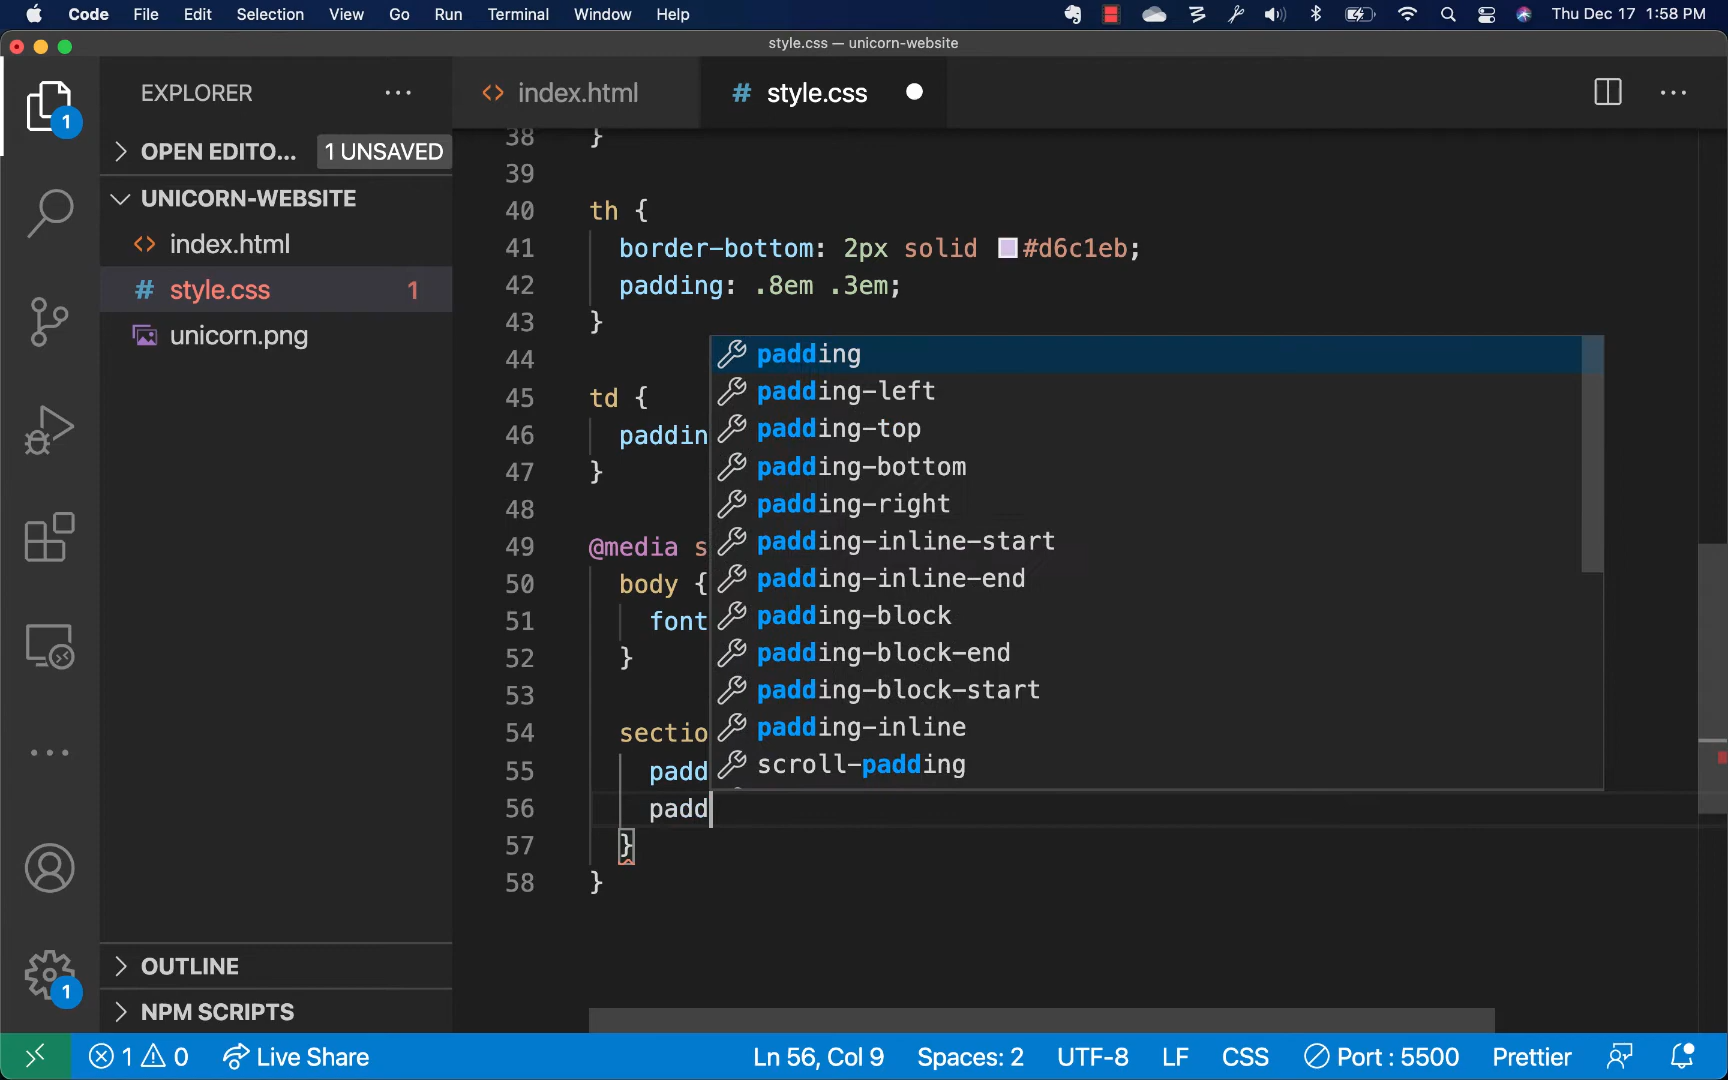 Code File Edit Selection View Go Run Terminal Window Help Thu Dec 17 1:58 PM
style.css — unicorn-website
EXPLORER
index.html
# style.css
1
OPEN EDITO... 1 UNSAVED
UNICORN-WEBSITE
index.html
# style.css 1
unicorn.png
38 }
39
40 th {
41 border-bottom: 2px solid #d6c1eb;
42 padding: .8em .3em;
43 }
44
45 td {
46 paddin
47 }
48
49 @media s
50 body {
51 font
52 }
53
54 sectio
55 padd
56 padd
57 }
58 }
padding
padding-left
padding-top
padding-bottom
padding-right
padding-inline-start
padding-inline-end
padding-block
padding-block-end
padding-block-start
padding-inline
scroll-padding
OUTLINE
1
NPM SCRIPTS
1 0 Live Share Ln 56, Col 9 Spaces: 2 UTF-8 LF CSS Port : 5500 Prettier